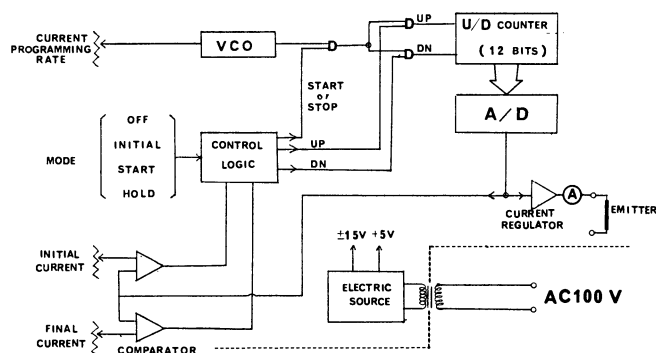 CURRENT
PROGRAMMING
RATE
VCO
D
D
UP
D
DN
U/D COUNTER
(12 BITS)
START
or
STOP
A/D
OFF
INITIAL
START
HOLD
MODE
CONTROL
LOGIC
UP
DN
CURRENT
REGULATOR
A
EMITTER
INITIAL
CURRENT
FINAL
CURRENT
COMPARATOR
±15V +5V
ELECTRIC
SOURCE
AC100 V